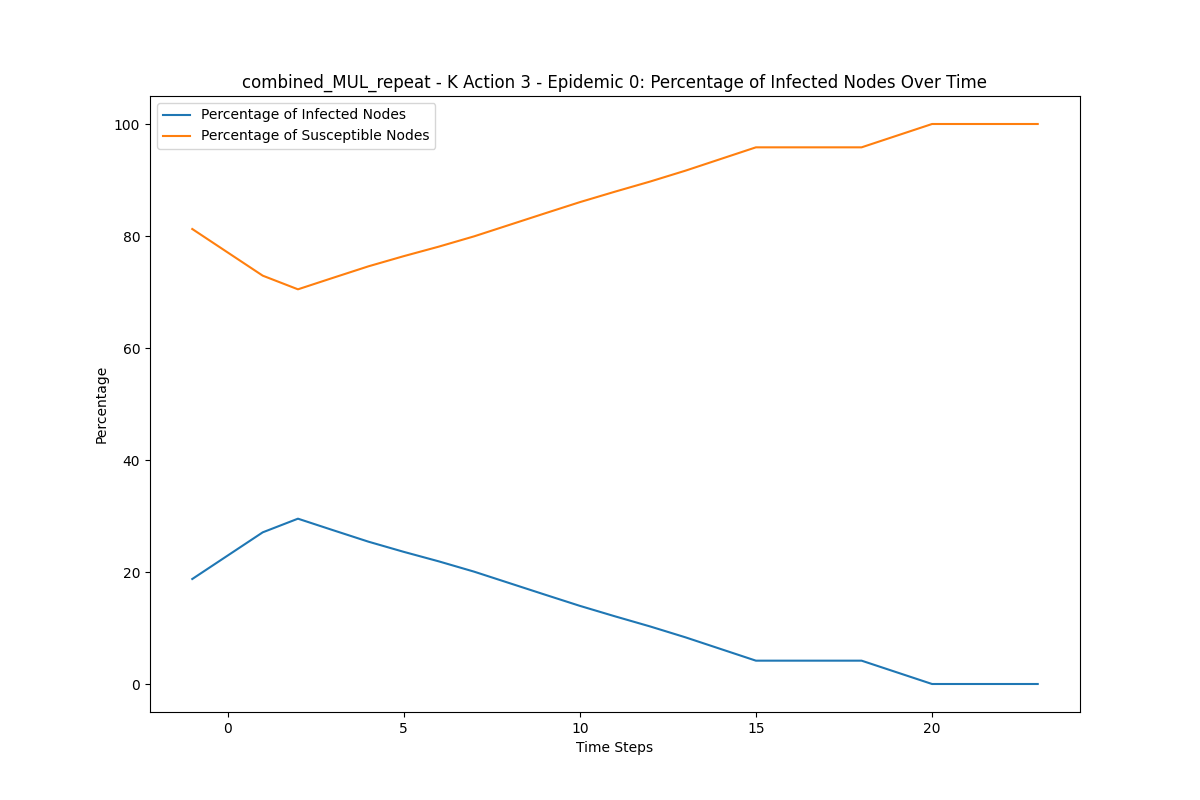 combined_MUL_repeat - K Action 3 - Epidemic 0: Percentage of Infected Nodes Over Time
Percentage of Infected Nodes
Percentage of Susceptible Nodes
100
80
60
40
20
0
Percentage
0 5 10 15 20
Time Steps